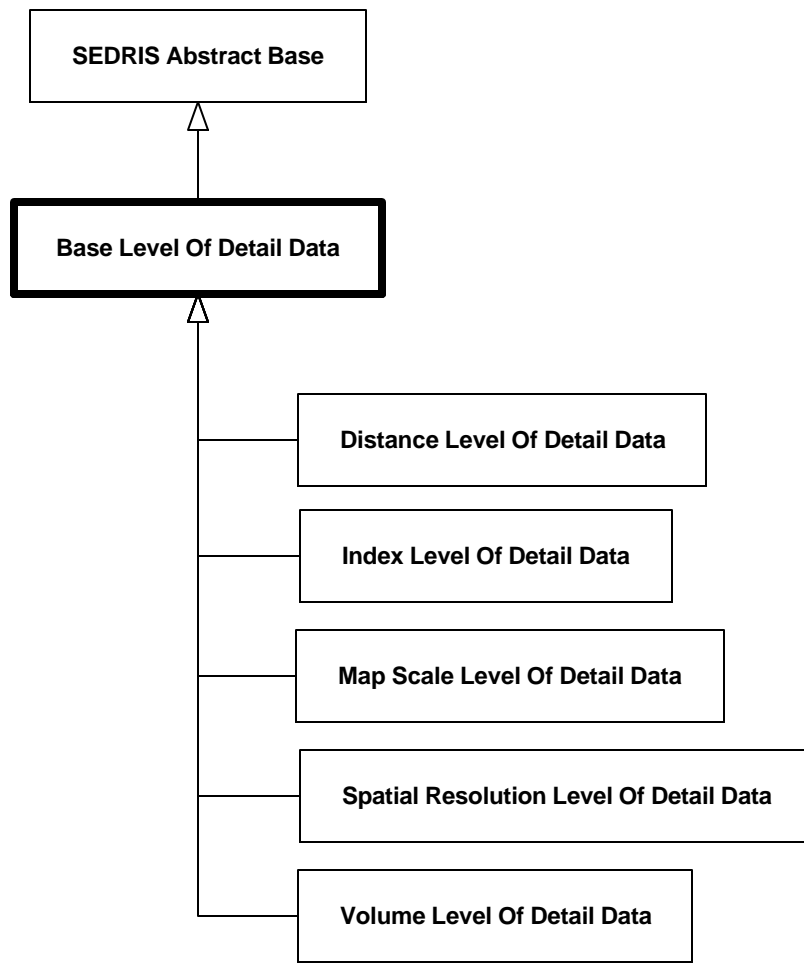 SEDRIS Abstract Base
Base Level Of Detail Data
Distance Level Of Detail Data
Index Level Of Detail Data
Map Scale Level Of Detail Data
Spatial Resolution Level Of Detail Data
Volume Level Of Detail Data